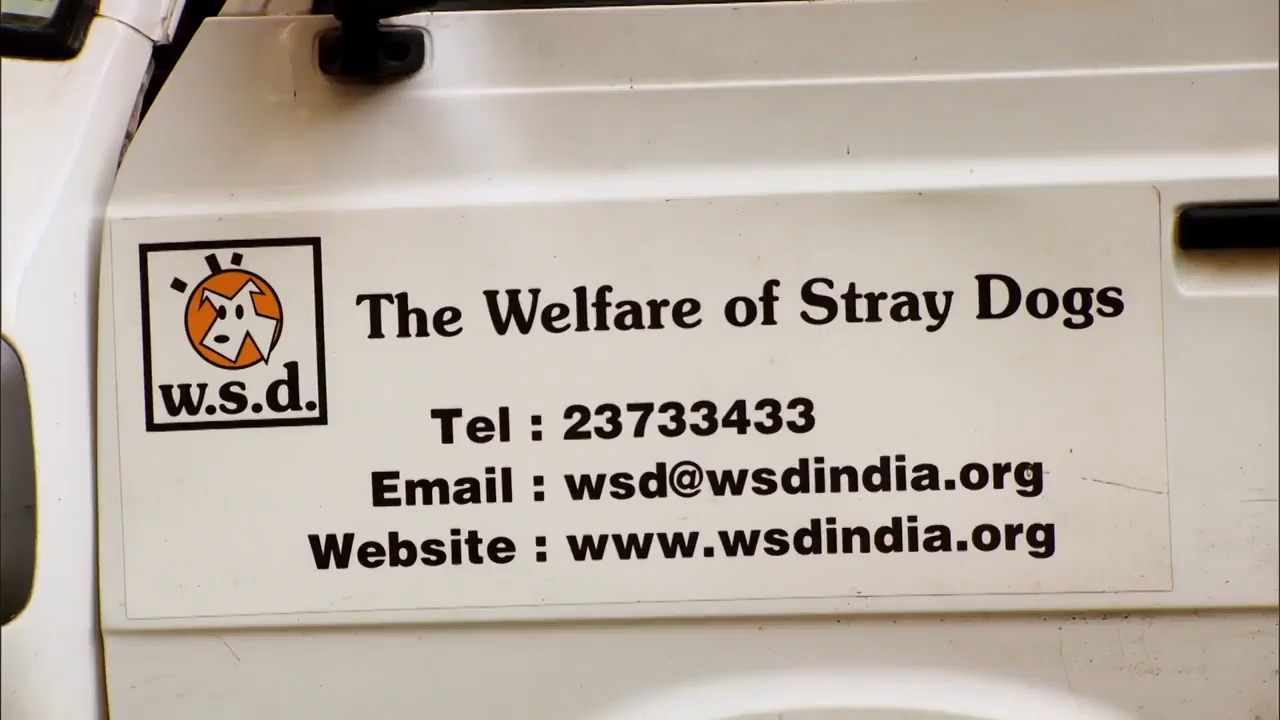 w.s.d.
The Welfare of Stray Dogs
Tel : 23733433
Email : wsd@wsdindia.org
Website : www.wsdindia.org